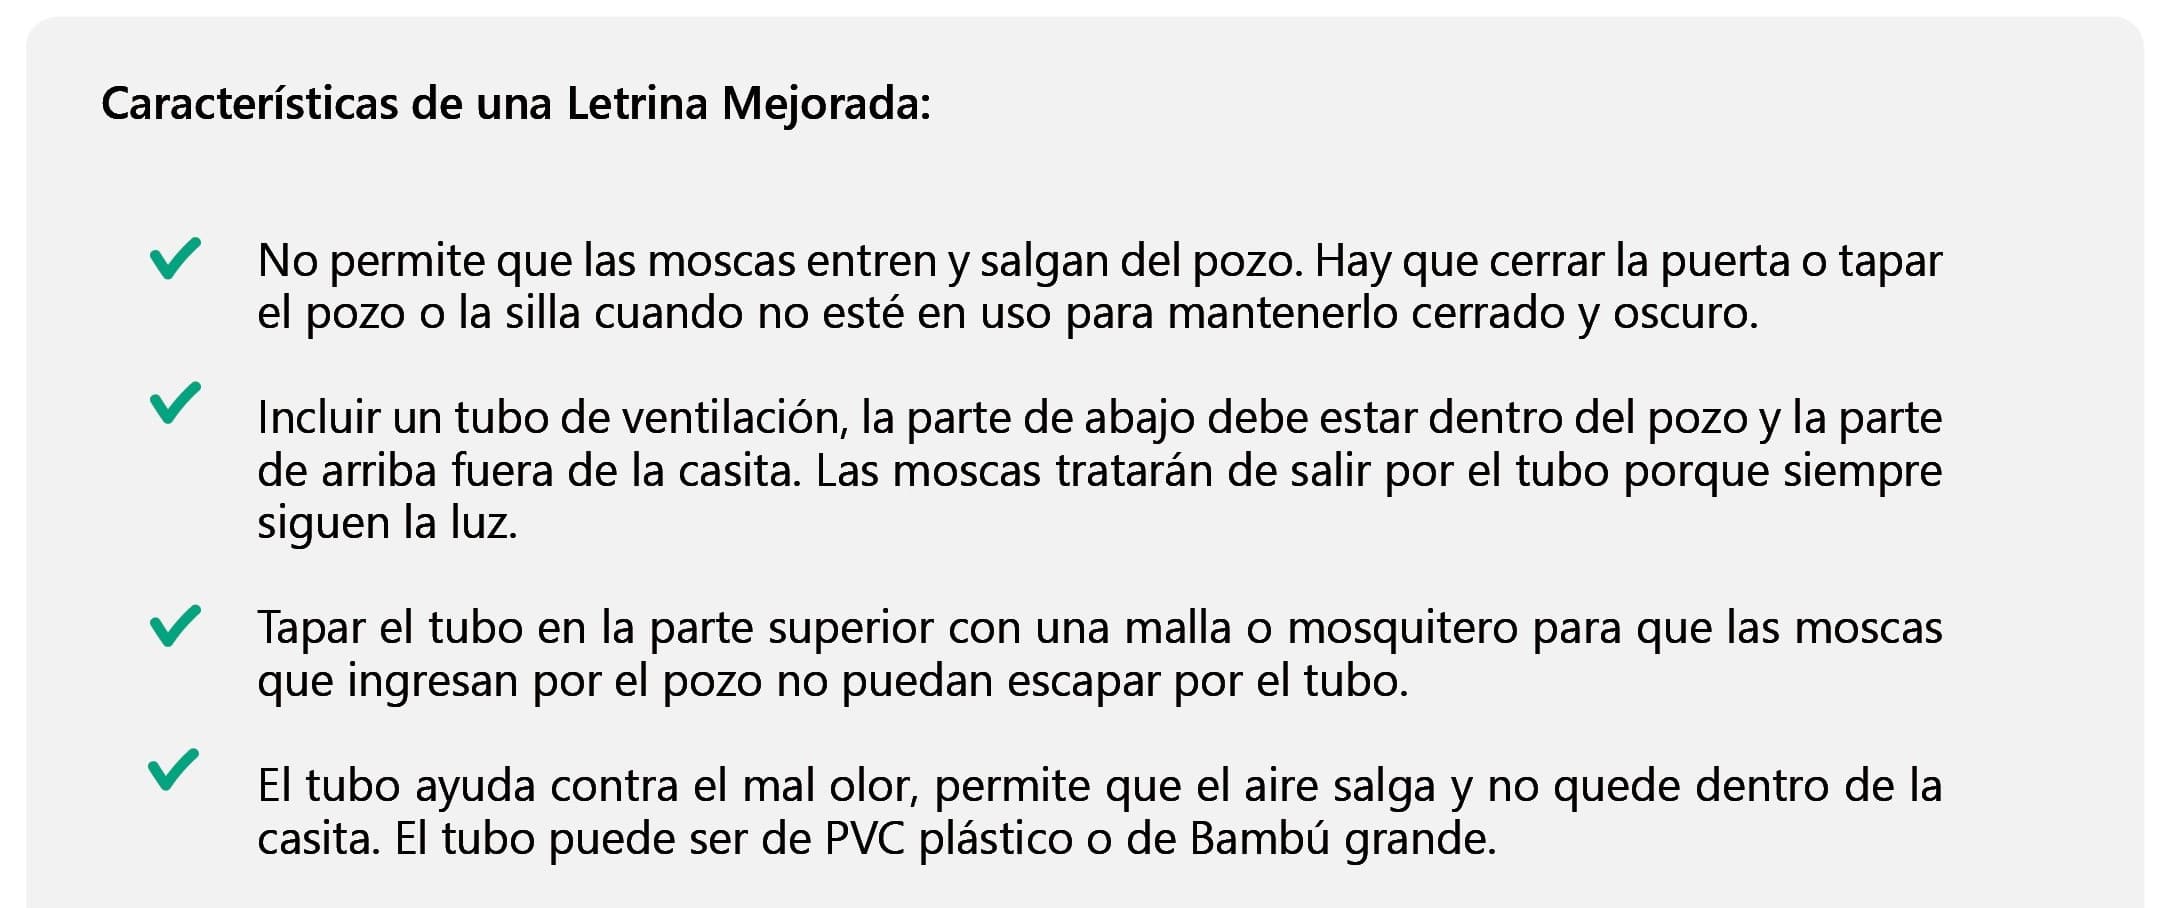 Características de una Letrina Mejorada:
No permite que las moscas entren y salgan del pozo. Hay que cerrar la puerta o tapar
el pozo o la silla cuando no esté en uso para mantenerlo cerrado y oscuro.
Incluir un tubo de ventilación, la parte de abajo debe estar dentro del pozo y la parte
de arriba fuera de la casita. Las moscas tratarán de salir por el tubo porque siempre
siguen la luz.
Tapar el tubo en la parte superior con una malla o mosquitero para que las moscas
que ingresan por el pozo no puedan escapar por el tubo.
El tubo ayuda contra el mal olor, permite que el aire salga y no quede dentro de la
casita. El tubo puede ser de PVC plástico o de Bambú grande.